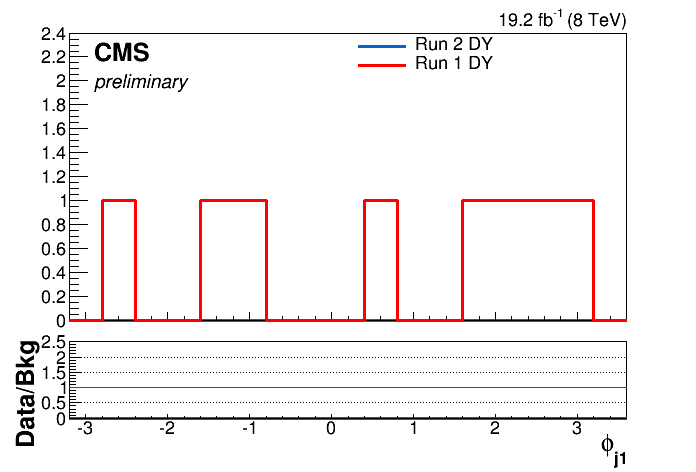 19.2 fb⁻¹ (8 TeV)
CMS
preliminary
Run 2 DY
Run 1 DY
2.4
2.2
2
1.8
1.6
1.4
1.2
1
0.8
0.6
0.4
0.2
0
Data/Bkg
2.5
2
1.5
1
0.5
0
-3 -2 -1 0 1 2 3
ϕ_j1